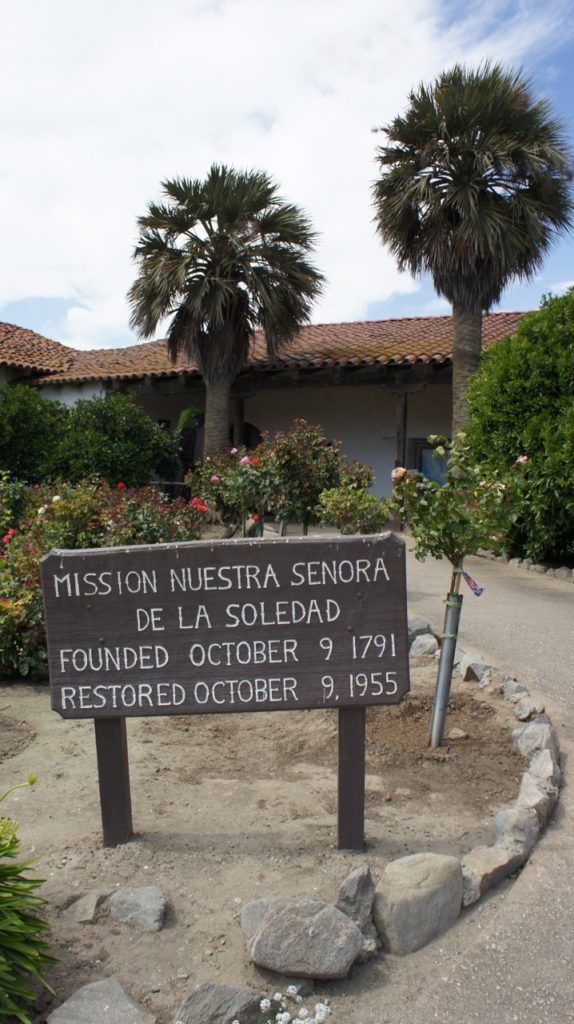 MISSION NUESTRA SENORA
DE LA SOLEDAD
FOUNDED OCTOBER 9 1791
RESTORED OCTOBER 9, 1955